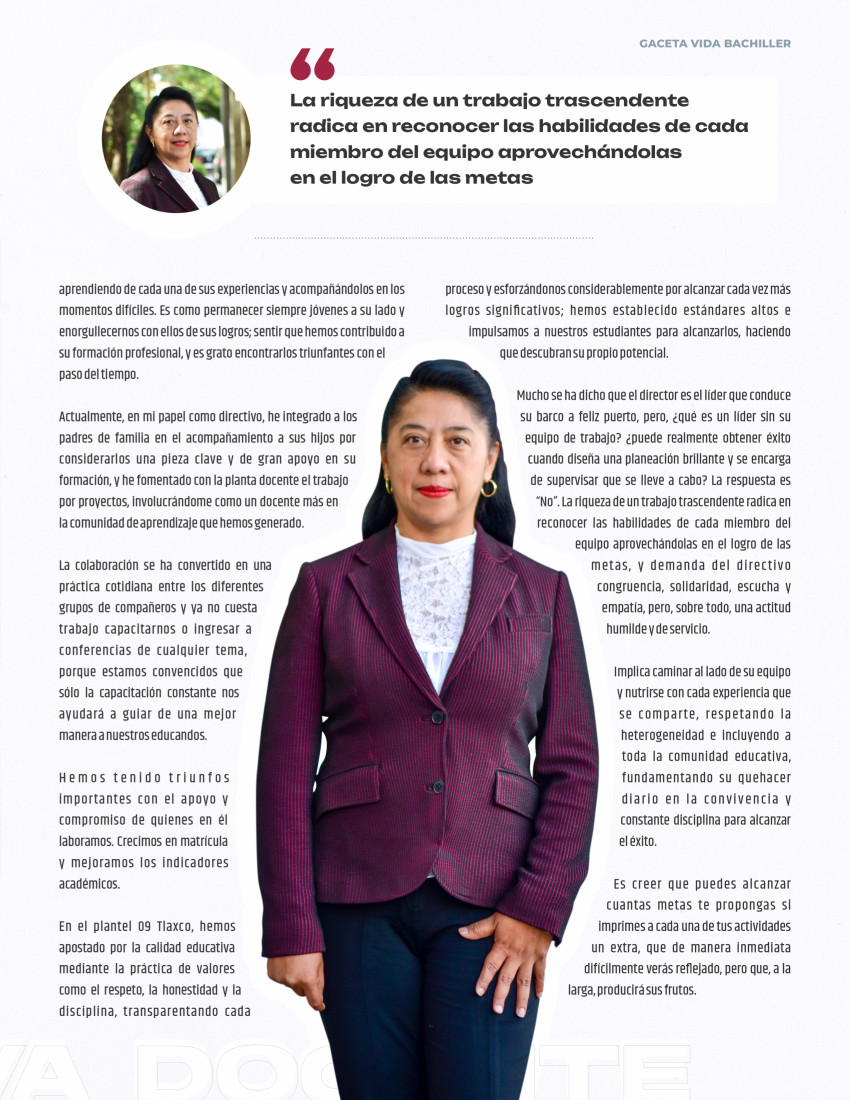 GACETA VIDA BACHILLER
“
La riqueza de un trabajo trascendente
radica en reconocer las habilidades de cada
miembro del equipo aprovechándolas
en el logro de las metas
aprendiendo de cada una de sus experiencias y acompañándolos en los
momentos difíciles. Es como permanecer siempre jóvenes a su lado y
enorgullecernos con ellos de sus logros; sentir que hemos contribuido a
su formación profesional, y es grato encontrarlos triunfantes con el
paso del tiempo.
Actualmente, en mi papel como directivo, he integrado a los
padres de familia en el acompañamiento a sus hijos por
considerarlos una pieza clave y de gran apoyo en su
formación, y he fomentado con la planta docente el trabajo
por proyectos, involucrándome como un docente más en
la comunidad de aprendizaje que hemos generado.
La colaboración se ha convertido en una
práctica cotidiana entre los diferentes
grupos de compañeros y ya no cuesta
trabajo capacitarnos o ingresar a
conferencias de cualquier tema,
porque estamos convencidos que
sólo la capacitación constante nos
ayudará a guiar de una mejor
manera a nuestros educandos.
Hemos tenido triunfos
importantes con el apoyo y
compromiso de quienes en él
laboramos. Crecimos en matrícula
y mejoramos los indicadores
académicos.
En el plantel 09 Tlaxco, hemos
apostado por la calidad educativa
mediante la práctica de valores
como el respeto, la honestidad y la
disciplina, transparentando cada
proceso y esforzándonos considerablemente por alcanzar cada vez más
logros significativos; hemos establecido estándares altos e
impulsamos a nuestros estudiantes para alcanzarlos, haciendo
que descubran su propio potencial.
Mucho se ha dicho que el director es el líder que conduce
su barco a feliz puerto, pero, ¿qué es un líder sin su
equipo de trabajo? ¿puede realmente obtener éxito
cuando diseña una planeación brillante y se encarga
de supervisar que se lleve a cabo? La respuesta es
“No”. La riqueza de un trabajo trascendente radica en
reconocer las habilidades de cada miembro del
equipo aprovechándolas en el logro de las
metas, y demanda del directivo
congruencia, solidaridad, escucha y
empatía, pero, sobre todo, una actitud
humilde y de servicio.
Implica caminar al lado de su equipo
y nutrirse con cada experiencia que
se comparte, respetando la
heterogeneidad e incluyendo a
toda la comunidad educativa,
fundamentando su quehacer
diario en la convivencia y
constante disciplina para alcanzar
el éxito.
Es creer que puedes alcanzar
cuantas metas te propongas si
imprimes a cada una de tus actividades
un extra, que de manera inmediata
difícilmente verás reflejado, pero que, a la
larga, producirá sus frutos.